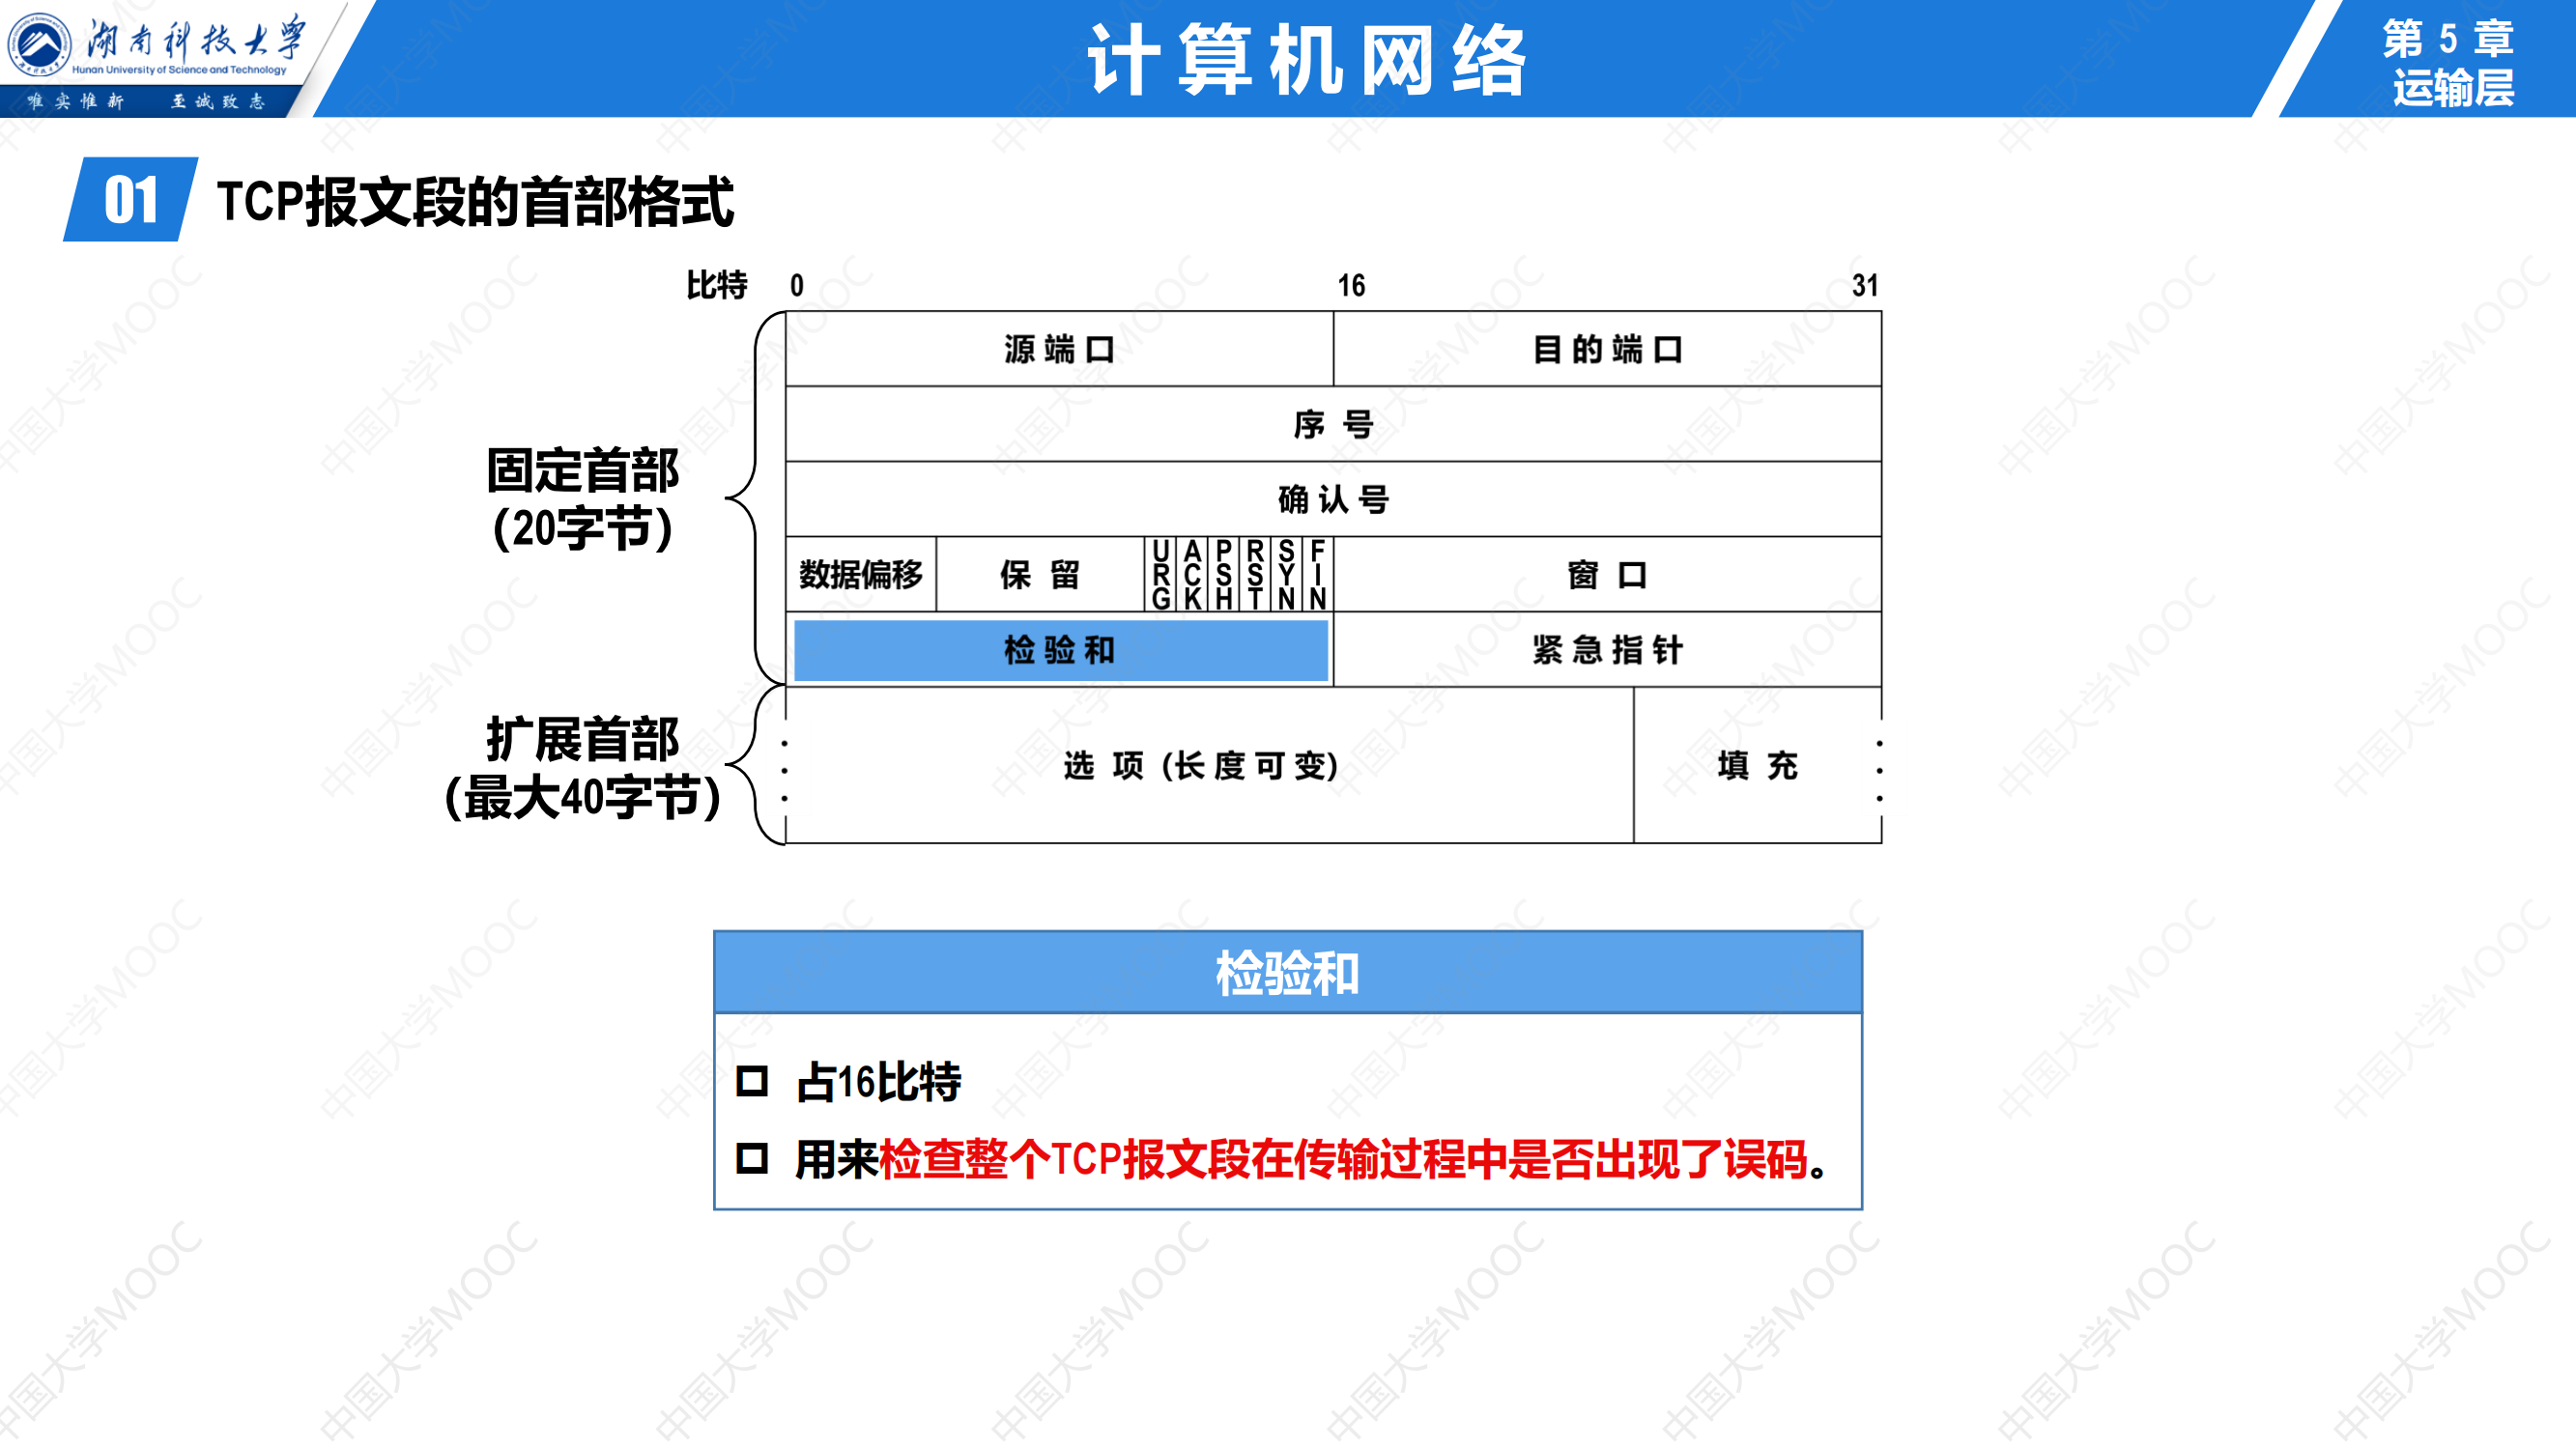 湖南科技大学
Hunan University of Science and Technology
唯实惟新 至诚致志
计算机网络
第 5 章
运输层
01 TCP报文段的首部格式
比特 0 16 31
源端口 目的端口
序号
确认号
固定首部
(20字节)
数据偏移 保留 URG ACK PSH RST SYN FIN 窗口
检验和 紧急指针
扩展首部
(最大40字节)
选项 (长度可变) 填充
检验和
占16比特
用来检查整个TCP报文段在传输过程中是否出现了误码。
中国大学MOOC